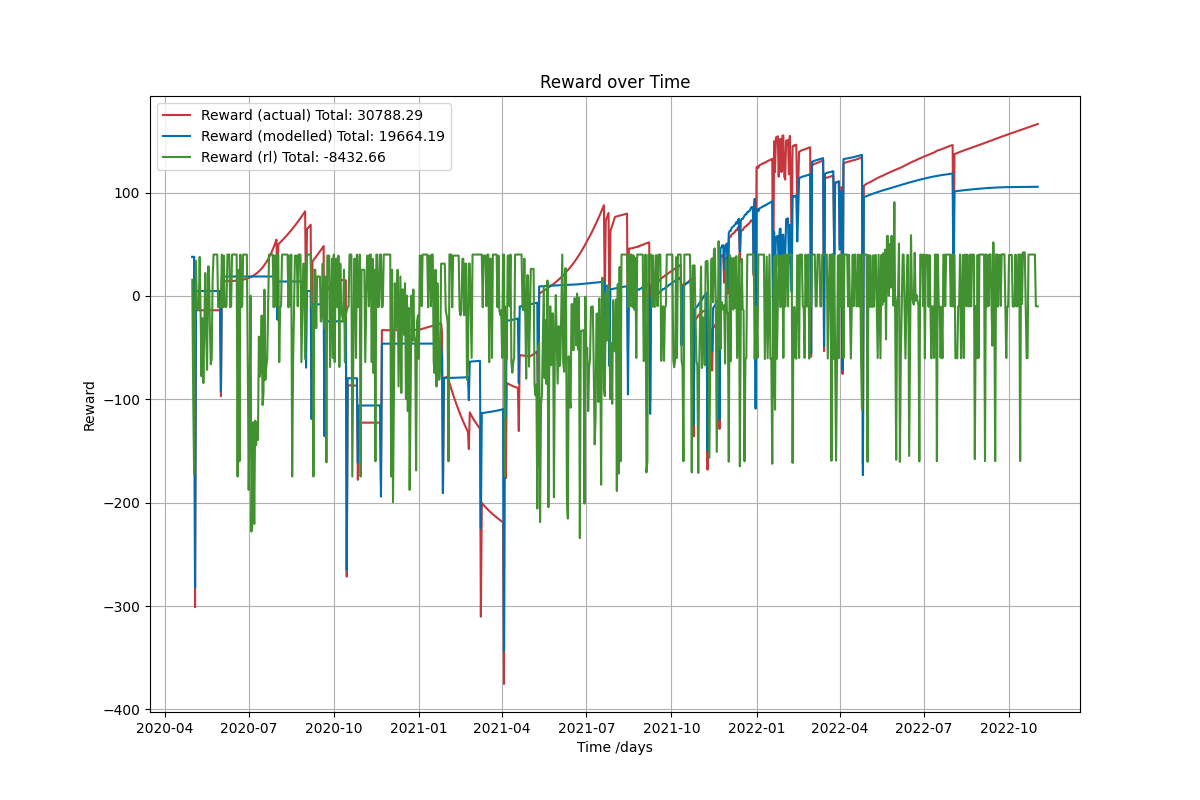 Reward over Time
Reward (actual) Total: 30788.29
Reward (modelled) Total: 19664.19
Reward (rl) Total: -8432.66
100
0
−100
−200
−300
−400
Reward
2020-04 2020-07 2020-10 2021-01 2021-04 2021-07 2021-10 2022-01 2022-04 2022-07 2022-10
Time /days